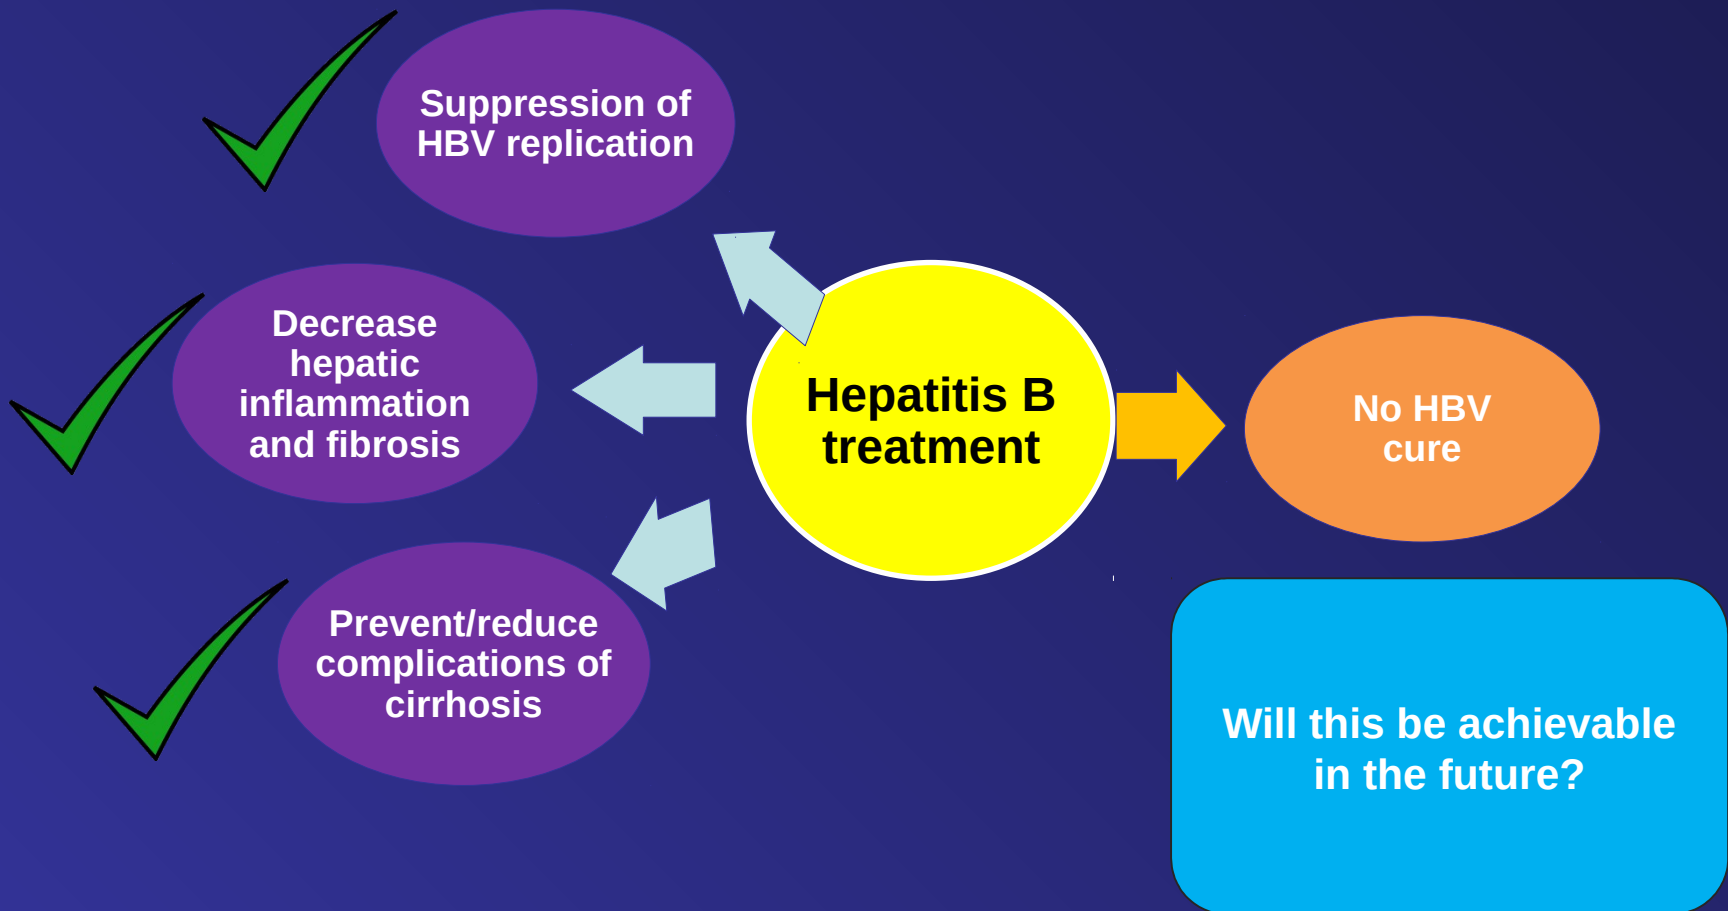 Suppression of
HBV replication
Decrease
hepatic
inflammation
and fibrosis
Prevent/reduce
complications of
cirrhosis
Hepatitis B
treatment
No HBV
cure
Will this be achievable
in the future?